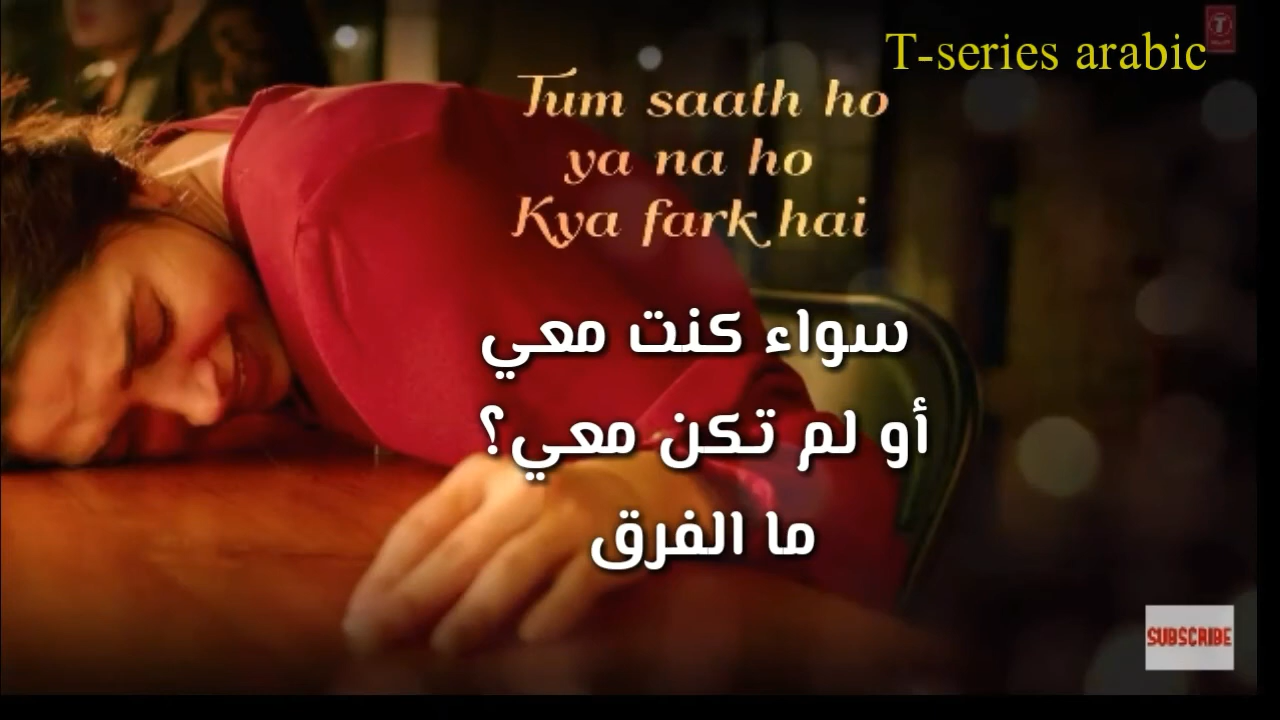 T-series arabic
Tum saath ho
ya na ho
Kya fark hai
سواء كنت معي
أو لم تكن معي؟
ما الفرق
SUBSCRIBE